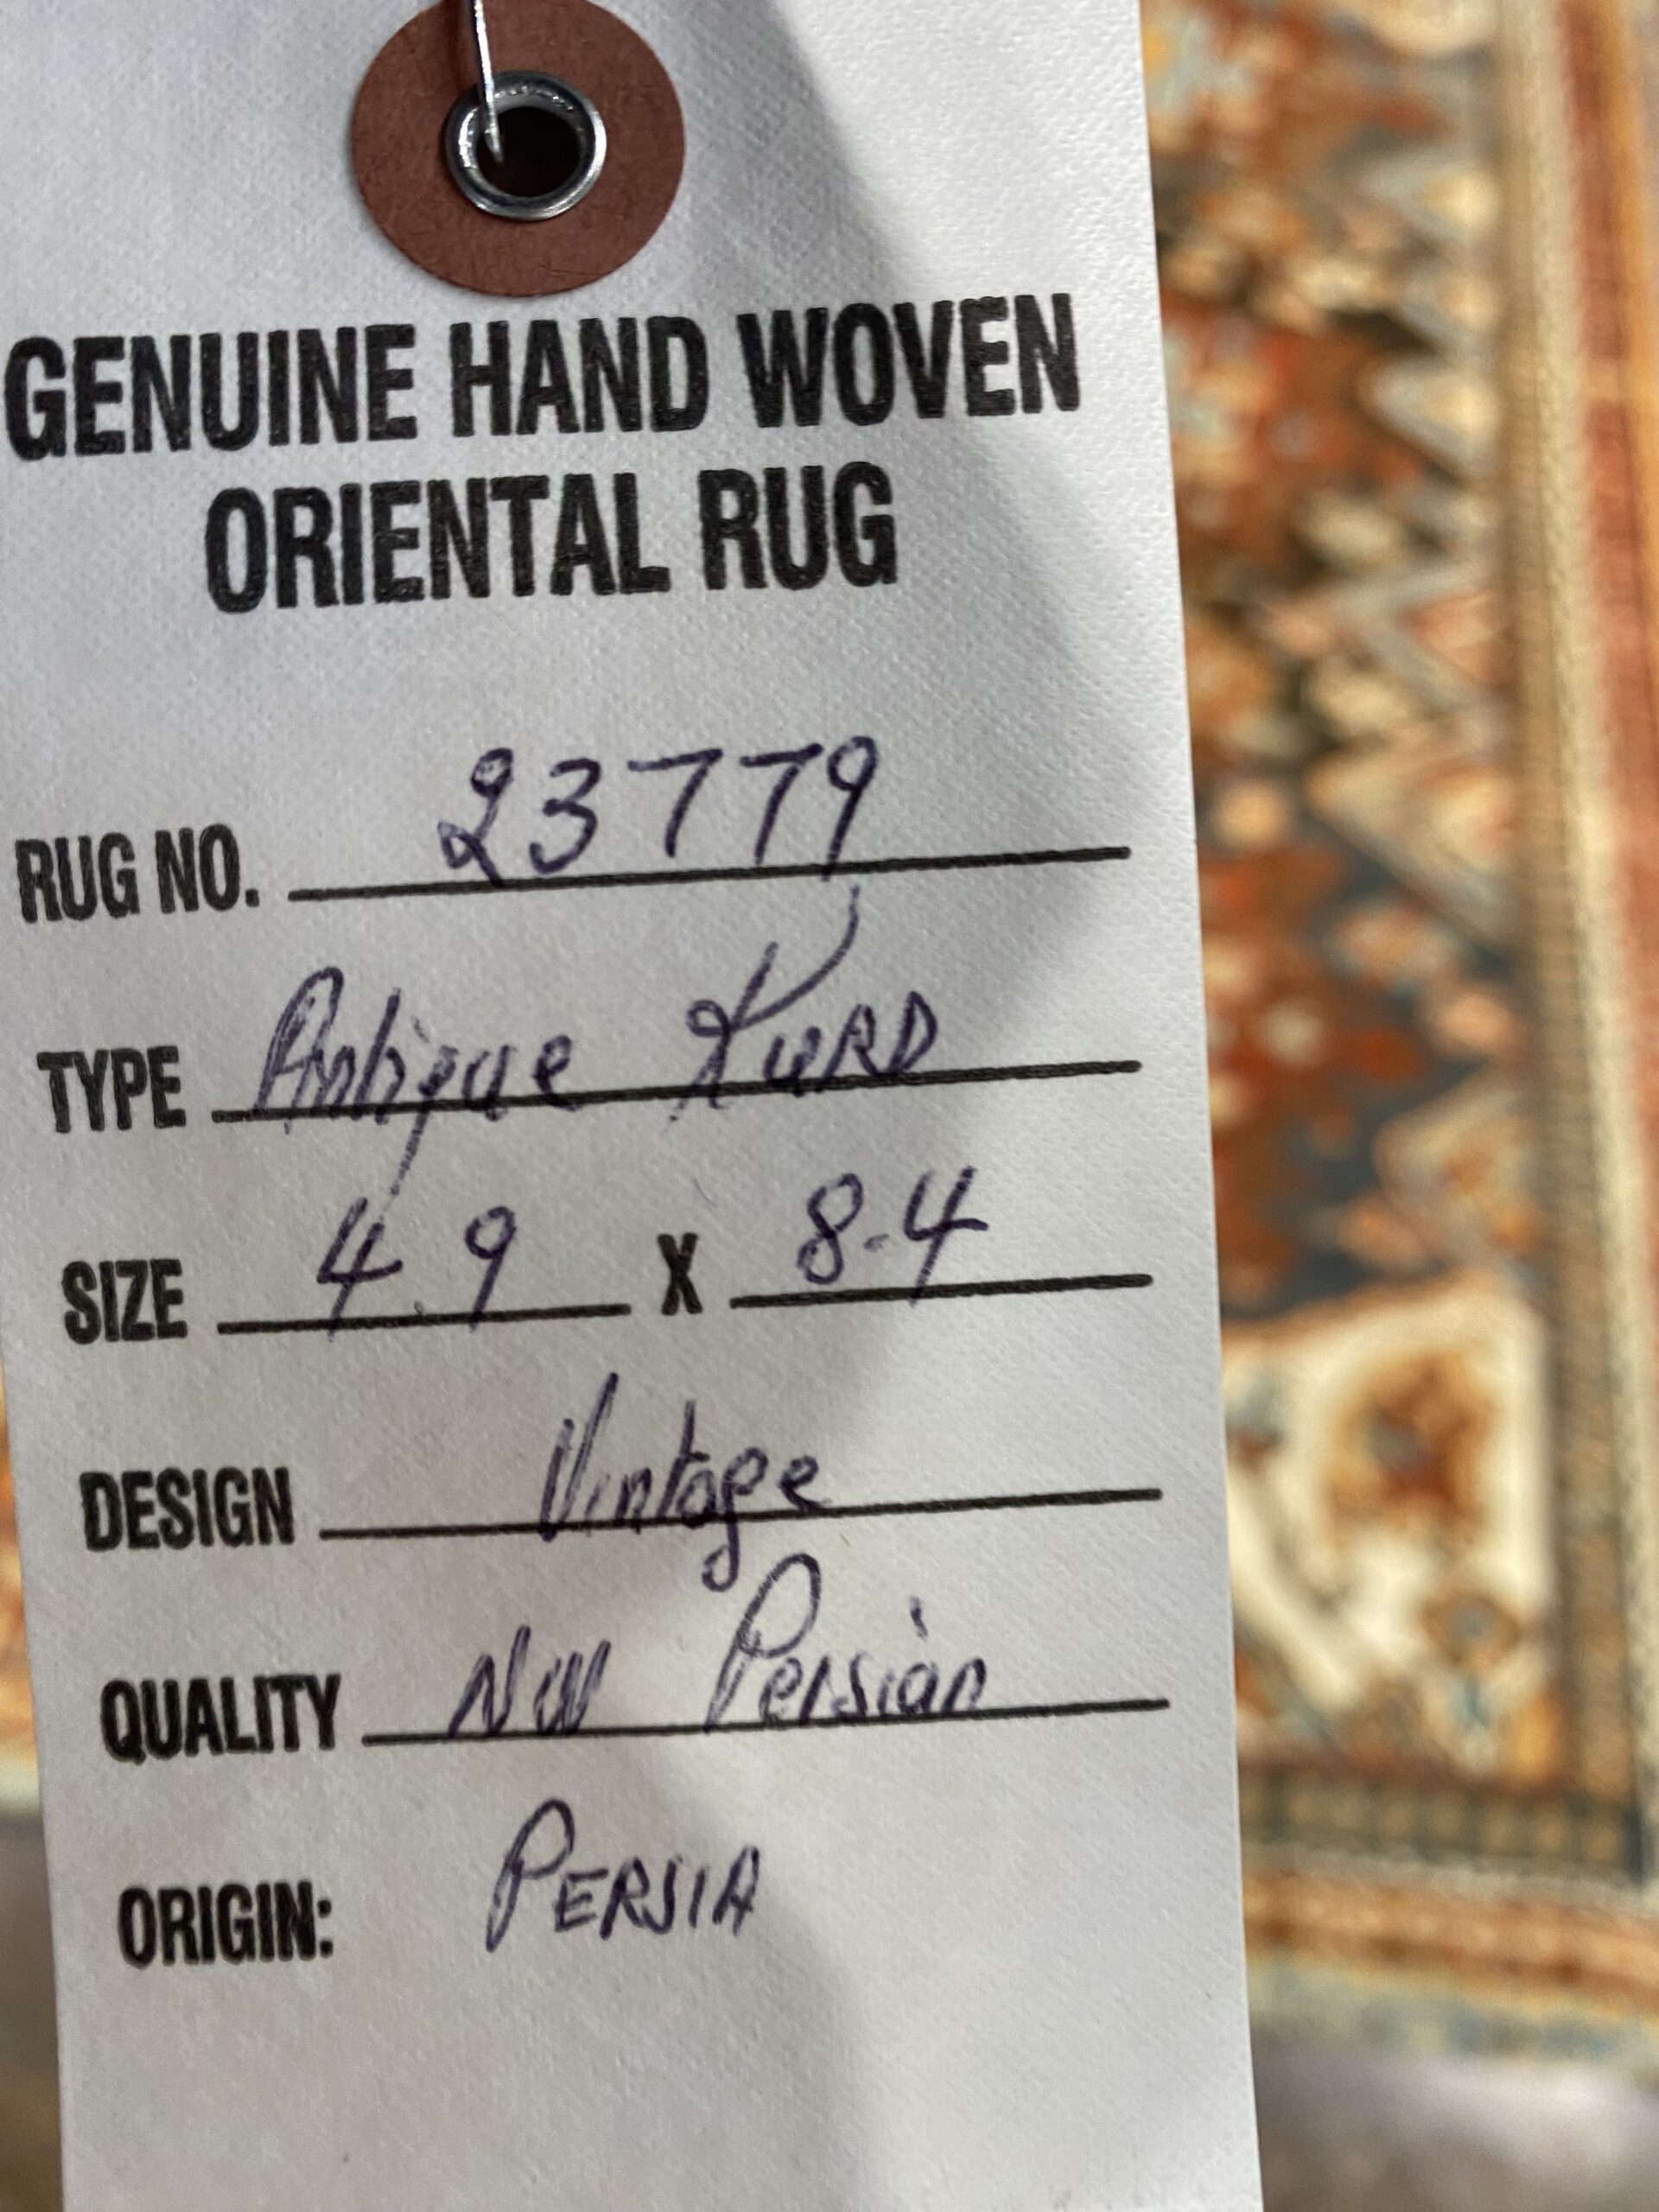 GENUINE HAND WOVEN
ORIENTAL RUG
RUG NO. 23779
TYPE Antique KURD
SIZE 4.9 X 8-4
DESIGN Vintage
QUALITY NW Persian
ORIGIN: PERSIA